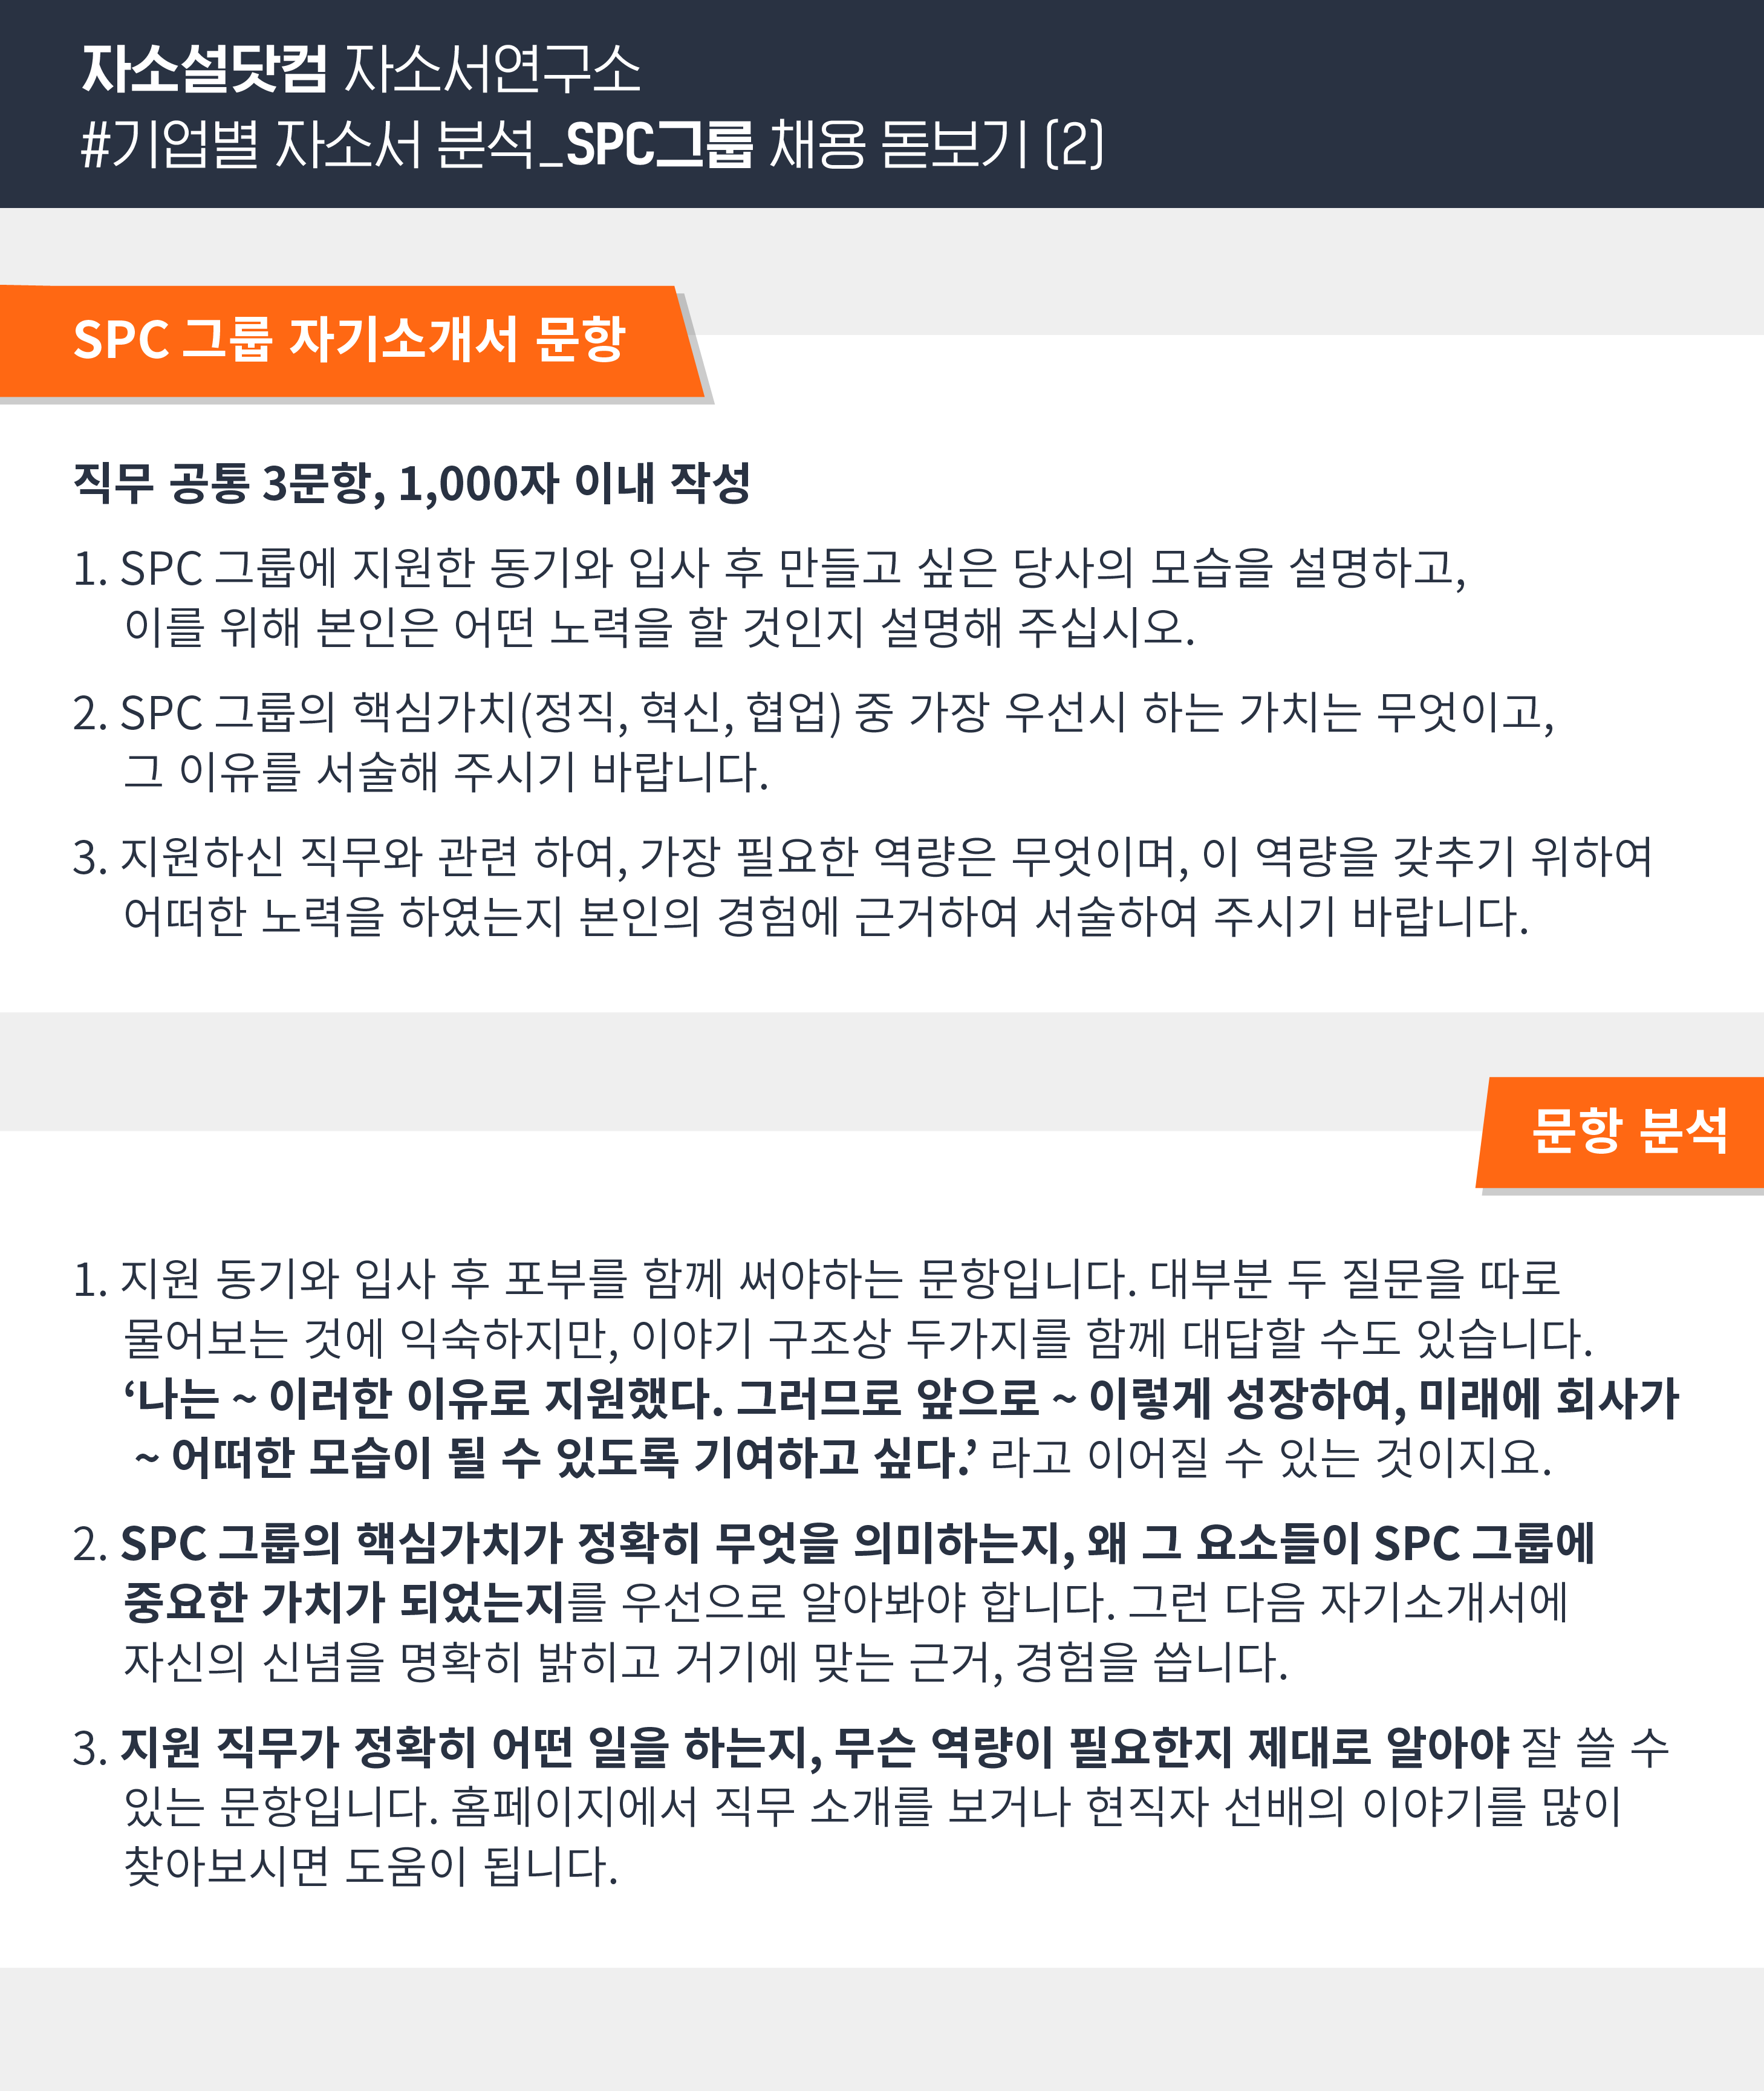 자소설닷컴 자소서연구소
#기업별 자소서 분석_SPC그룹 채용 돋보기 (2)
SPC 그룹 자기소개서 문항
직무 공통 3문항, 1,000자 이내 작성
1. SPC 그룹에 지원한 동기와 입사 후 만들고 싶은 당사의 모습을 설명하고,
이를 위해 본인은 어떤 노력을 할 것인지 설명해 주십시오.
2. SPC 그룹의 핵심가치(정직, 혁신, 협업) 중 가장 우선시 하는 가치는 무엇이고,
그 이유를 서술해 주시기 바랍니다.
3. 지원하신 직무와 관련 하여, 가장 필요한 역량은 무엇이며, 이 역량을 갖추기 위하여
어떠한 노력을 하였는지 본인의 경험에 근거하여 서술하여 주시기 바랍니다.
문항 분석
1. 지원 동기와 입사 후 포부를 함께 써야하는 문항입니다. 대부분 두 질문을 따로
물어보는 것에 익숙하지만, 이야기 구조상 두가지를 함께 대답할 수도 있습니다.
‘나는 ~ 이러한 이유로 지원했다. 그러므로 앞으로 ~ 이렇게 성장하여, 미래에 회사가
~ 어떠한 모습이 될 수 있도록 기여하고 싶다.’ 라고 이어질 수 있는 것이지요.
2. SPC 그룹의 핵심가치가 정확히 무엇을 의미하는지, 왜 그 요소들이 SPC 그룹에
중요한 가치가 되었는지를 우선으로 알아봐야 합니다. 그런 다음 자기소개서에
자신의 신념을 명확히 밝히고 거기에 맞는 근거, 경험을 씁니다.
3. 지원 직무가 정확히 어떤 일을 하는지, 무슨 역량이 필요한지 제대로 알아야 잘 쓸 수
있는 문항입니다. 홈페이지에서 직무 소개를 보거나 현직자 선배의 이야기를 많이
찾아보시면 도움이 됩니다.